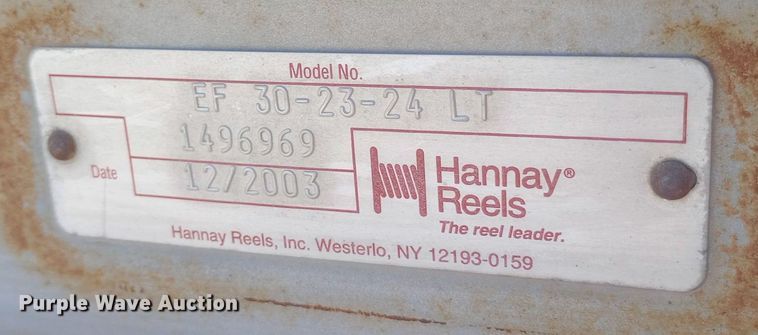 Model No.
EF 30-23-24 LT
1496969
Date 12/2003
Hannay®
Reels
The reel leader.
Hannay Reels, Inc. Westerlo, NY 12193-0159
Purple Wave Auction